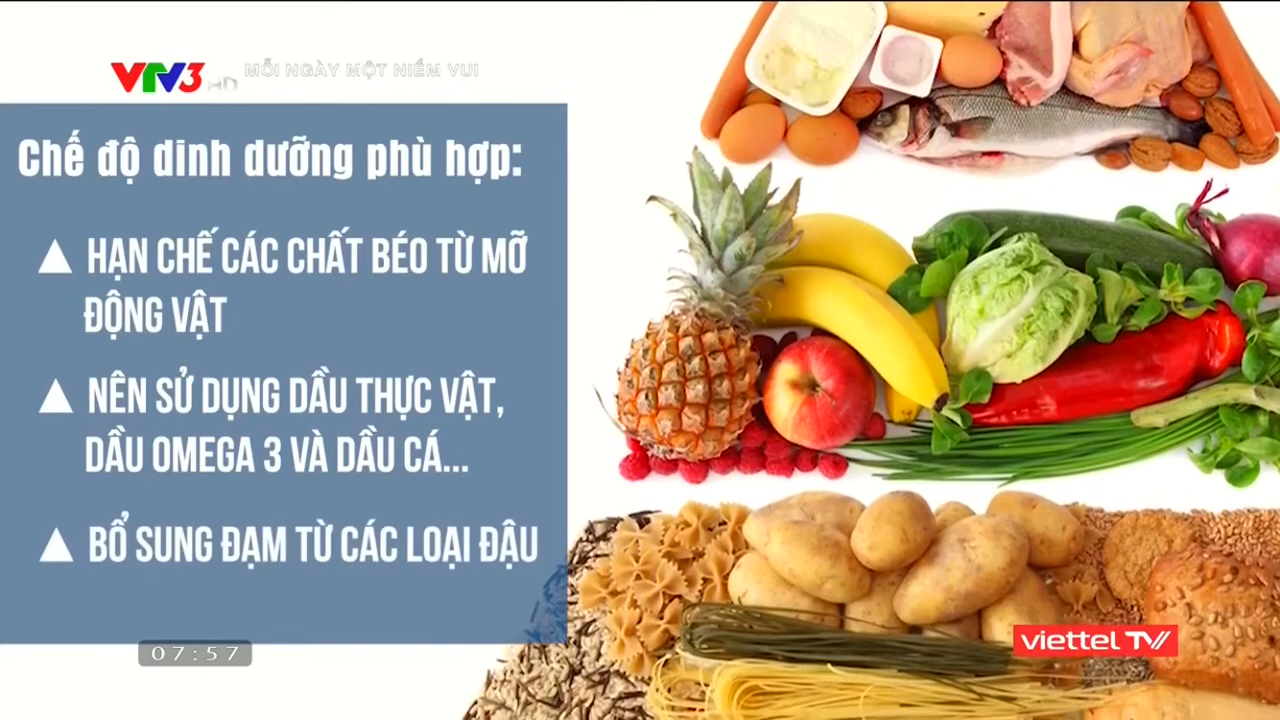 VTV3 HD MỖI NGÀY MỘT NIỀM VUI
Chế độ dinh dưỡng phù hợp:
▲ HẠN CHẾ CÁC CHẤT BÉO TỪ MỠ
ĐỘNG VẬT
▲ NÊN SỬ DỤNG DẦU THỰC VẬT,
DẦU OMEGA 3 VÀ DẦU CÁ...
▲ BỔ SUNG ĐẠM TỪ CÁC LOẠI ĐẬU
07:57
viettel TV